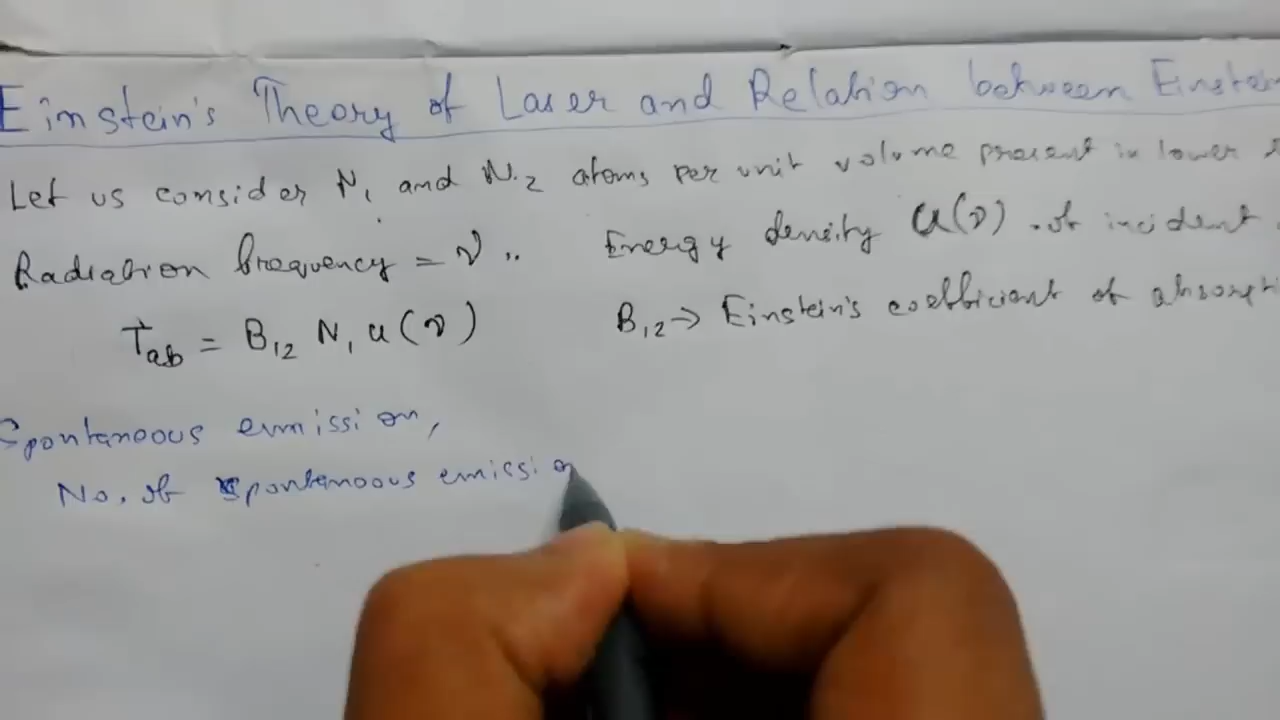 Einstein's Theory of Laser and Relation between Einstein
Let us consider N₁ and N₂ atoms per unit volume present in lower
Radiation frequency = ν .. Energy density u(ν) of incident
T_ab = B₁₂ N₁ u(ν) B₁₂ → Einstein's coefficient of absorpti
Spontaneous emission,
No. of spontaneous emission